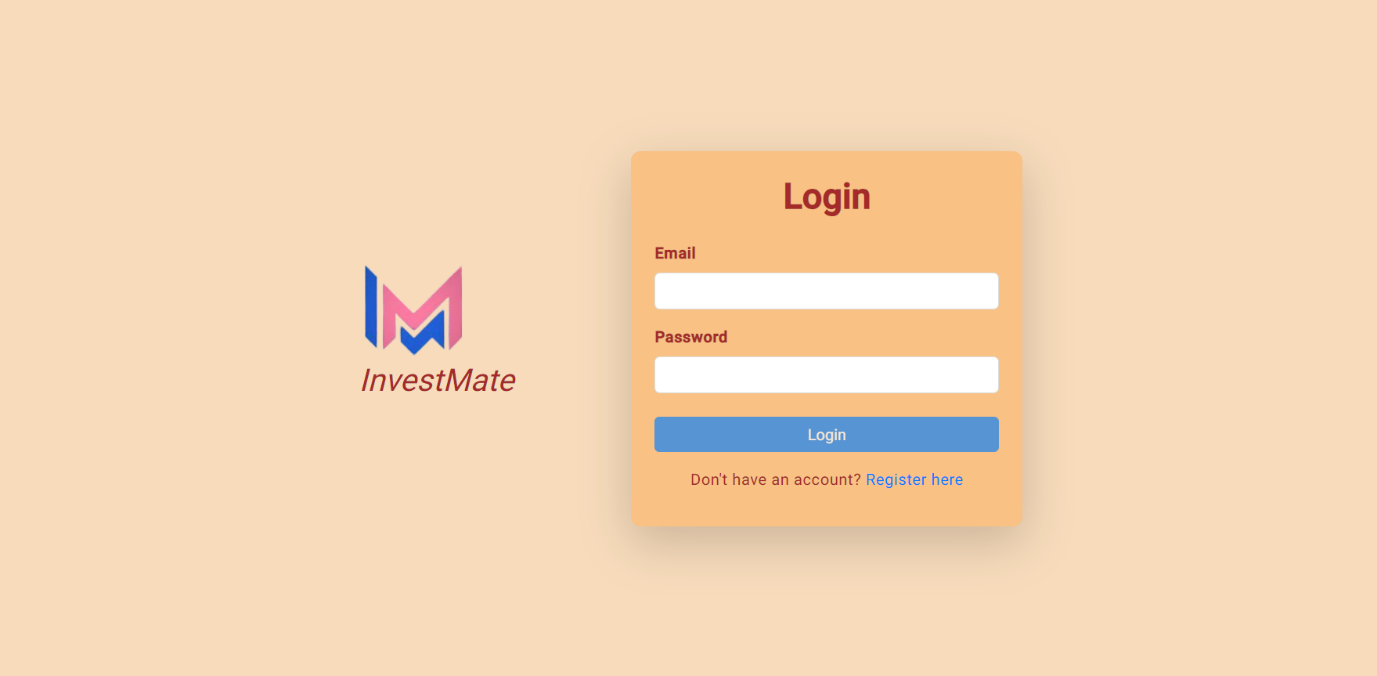 InvestMate
Login
Email
Password
Login
Don't have an account? Register here